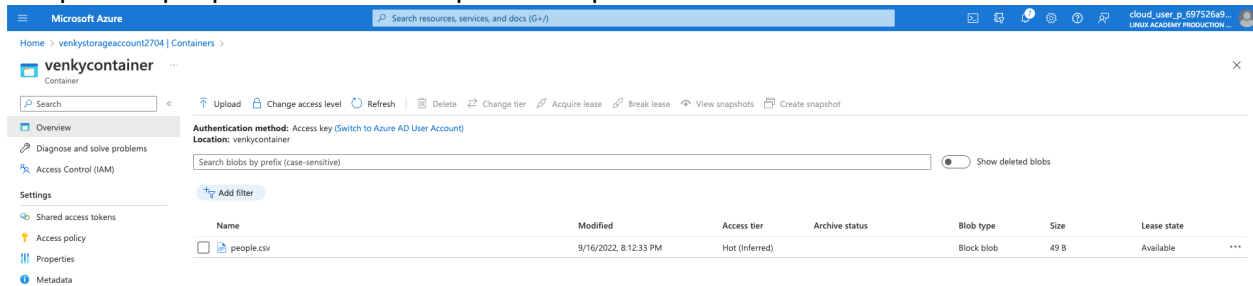 Microsoft Azure
Search resources, services, and docs (G+/)
7
cloud_user_p_697526a9...
LINUX ACADEMY PRODUCTION ...
Home > venkystorageaccount2704 | Containers >
venkycontainer ...
Container
Search
«
Upload Change access level Refresh Delete Change tier Acquire lease Break lease View snapshots Create snapshot
Overview
Diagnose and solve problems
Access Control (IAM)
Settings
Shared access tokens
Access policy
Properties
Metadata
Authentication method: Access key (Switch to Azure AD User Account)
Location: venkycontainer
Search blobs by prefix (case-sensitive)
Show deleted blobs
Add filter
Name Modified Access tier Archive status Blob type Size Lease state
people.csv 9/16/2022, 8:12:33 PM Hot (Inferred) Block blob 49 B Available ...